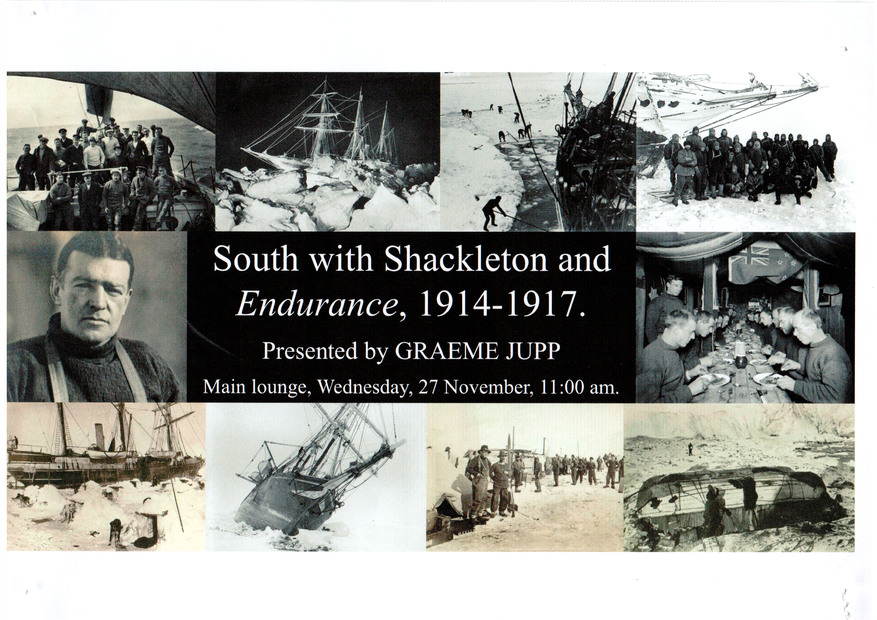 South with Shackleton and
Endurance, 1914-1917.
Presented by GRAEME JUPP
Main lounge, Wednesday, 27 November, 11:00 am.